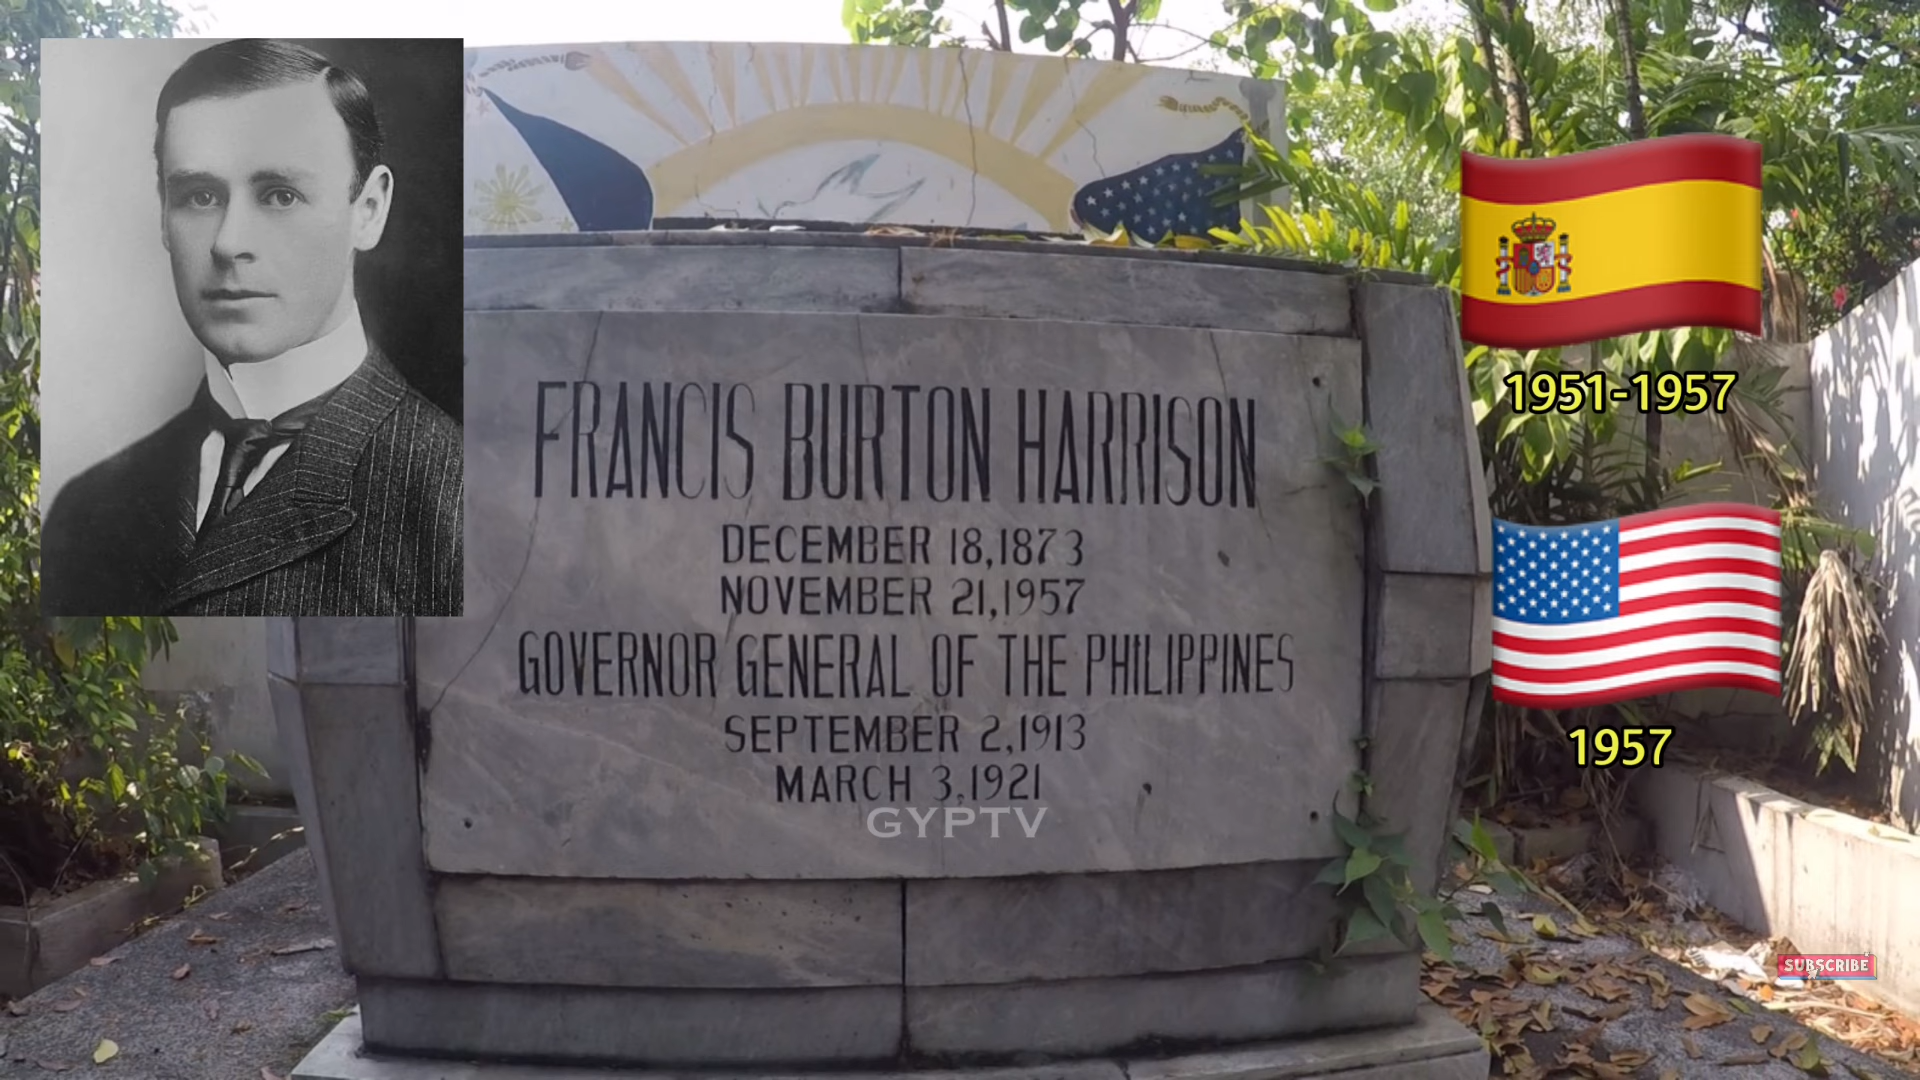 FRANCIS BURTON HARRISON
DECEMBER 18,1873
NOVEMBER 21,1957
GOVERNOR GENERAL OF THE PHILIPPINES
SEPTEMBER 2,1913
MARCH 3,1921
GYPTV
1951-1957
1957
SUBSCRIBE